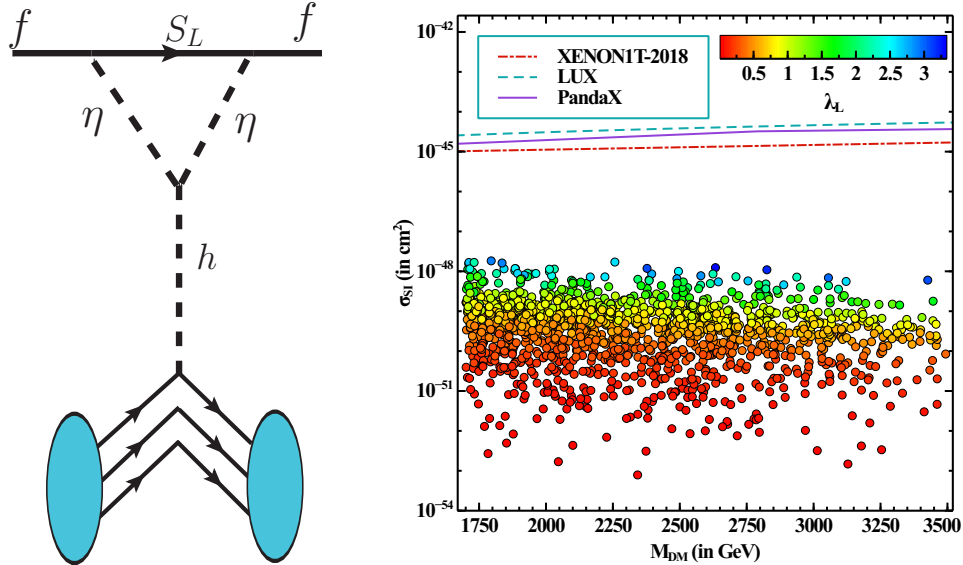 f S_L f
η η
h
10⁻⁴²
10⁻⁴⁵
10⁻⁴⁸
10⁻⁵¹
10⁻⁵⁴
σ_SI (in cm²)
XENON1T-2018
LUX
PandaX
0.5 1 1.5 2 2.5 3
λ_L
1750 2000 2250 2500 2750 3000 3250 3500
M_DM (in GeV)